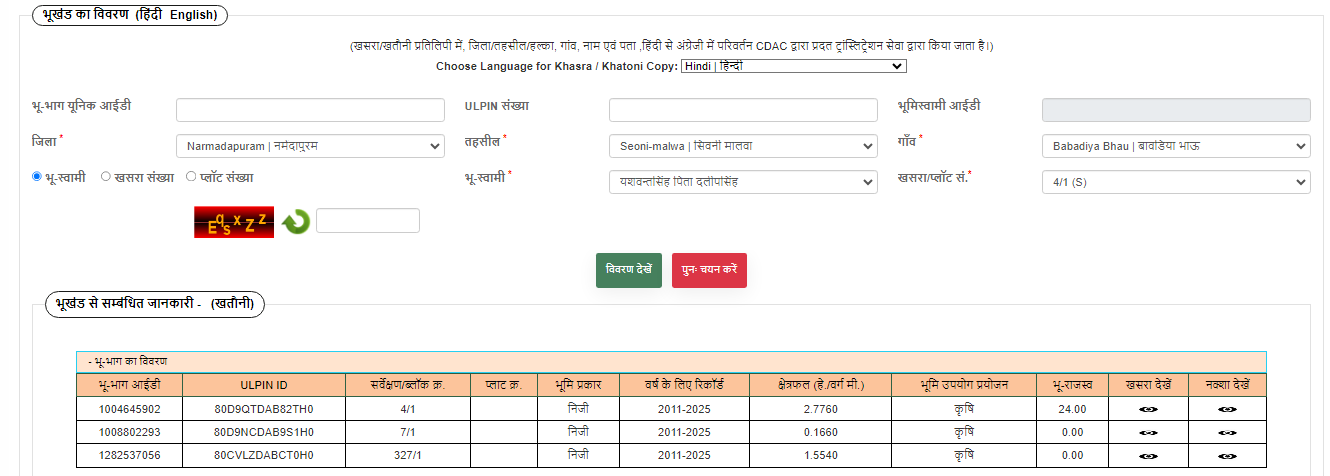 भूखंड का विवरण (हिंदी English)
(खसरा/खतौनी प्रतिलिपी में, जिला/तहसील/हल्का, गांव, नाम एवं पता ,हिंदी से अंग्रेजी में परिवर्तन CDAC द्वारा प्रदत ट्रांस्लिट्रेशन सेवा द्वारा किया जाता है।)
Choose Language for Khasra / Khatoni Copy: Hindi | हिन्दी
भू-भाग यूनिक आईडी ULPIN संख्या भूमिस्वामी आईडी
जिला * Narmadapuram | नर्मदापुरम तहसील * Seoni-malwa | सिवनी मालवा गाँव * Babadiya Bhau | बावडिया भाऊ
भू-स्वामी खसरा संख्या प्लॉट संख्या भू-स्वामी * यशवन्तसिंह पिता दलीपसिंह खसरा/प्लॉट सं.* 4/1 (S)
EqsxZz
विवरण देखें पुनः चयन करें
भूखंड से सम्बंधित जानकारी - (खतौनी)
- भू-भाग का विवरण
भू-भाग आईडी ULPIN ID सर्वेक्षण/ब्लॉक क्र. प्लाट क्र. भूमि प्रकार वर्ष के लिए रिकॉर्ड क्षेत्रफल (हे./वर्ग मी.) भूमि उपयोग प्रयोजन भू-राजस्व खसरा देखें नक्शा देखें
1004645902 80D9QTDAB82TH0 4/1 निजी 2011-2025 2.7760 कृषि 24.00
1008802293 80D9NCDAB9S1H0 7/1 निजी 2011-2025 0.1660 कृषि 0.00
1282537056 80CVLZDABCT0H0 327/1 निजी 2011-2025 1.5540 कृषि 0.00